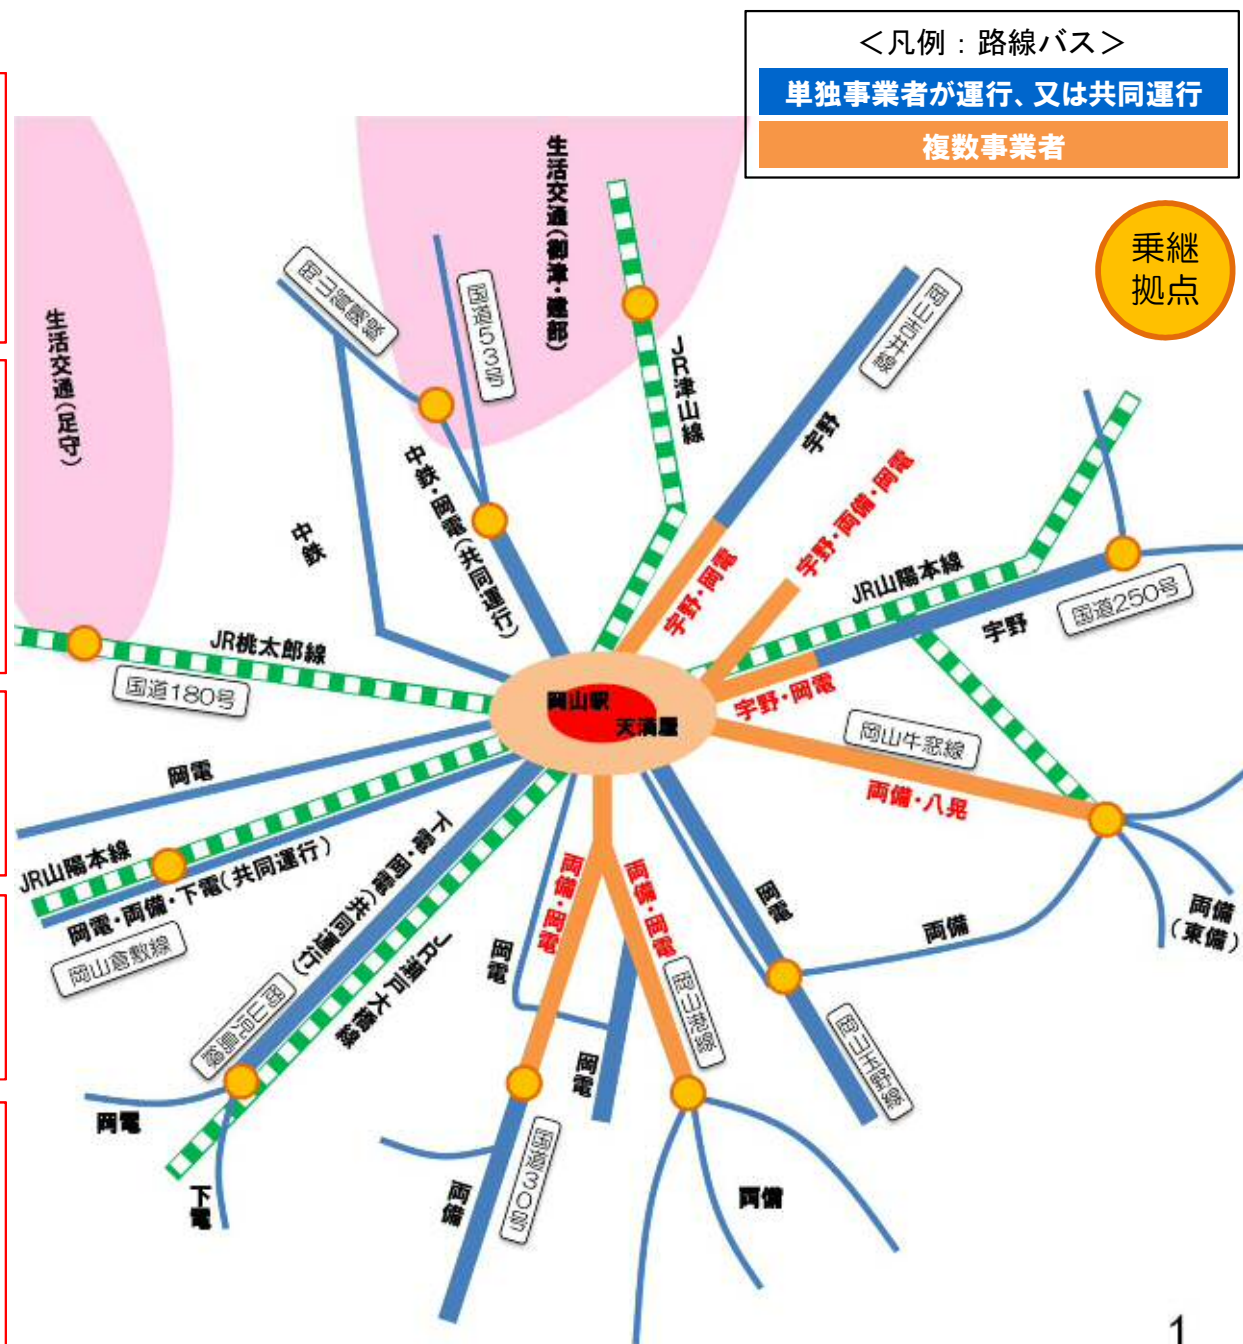 ＜凡例：路線バス＞
単独事業者が運行、又は共同運行
複数事業者
乗継
拠点
生活交通(御津・建部)
生活交通(足守)
国道53号
JR津山線
岡山吉井線
宇野
中鉄・岡電(共同運行)
中鉄
宇野・岡電
宇野・両備・岡電
JR山陽本線
国道250号
宇野
宇野・岡電
JR桃太郎線
国道180号
岡山駅
天満屋
岡山牛窓線
両備・八晃
岡電
JR山陽本線
岡電・両備・下電(共同運行)
岡山倉敷線
下電・岡電(共同運行)
JR瀬戸大橋線
岡山児島線
岡電
下電
岡電
両備・岡電
両備・岡電
岡電
岡電
両備
両備
(東備)
岡山玉野線
国道30号
両備
両備
1